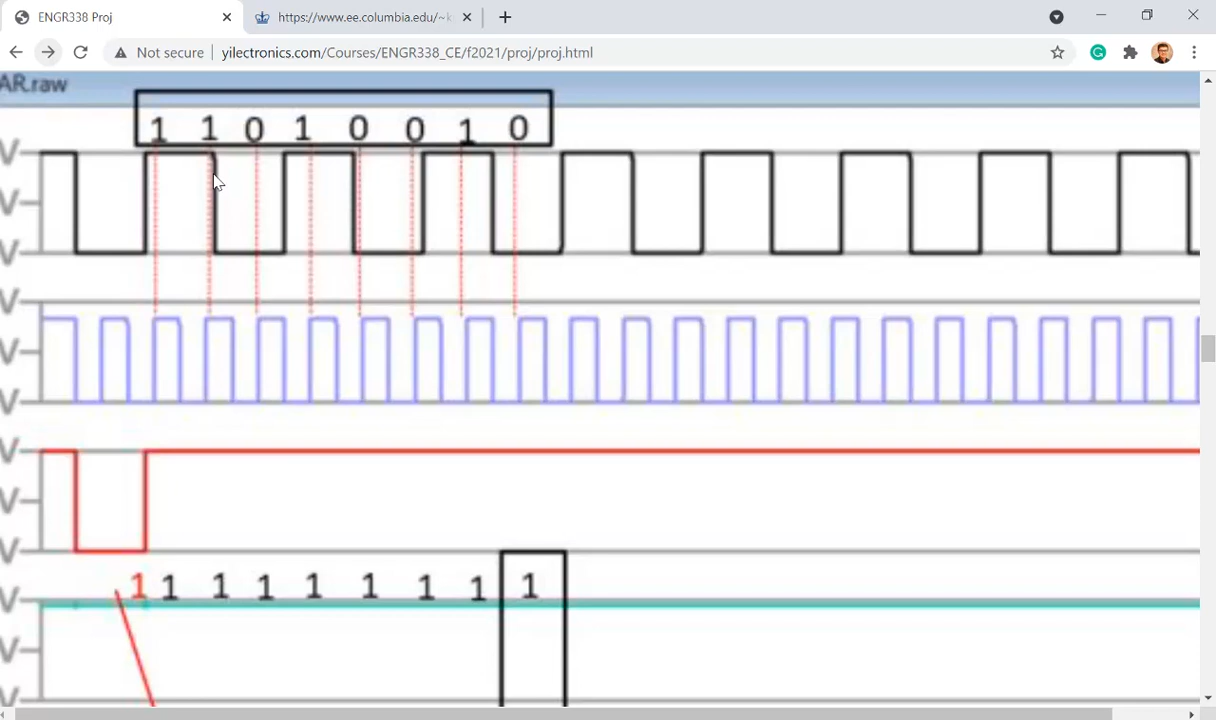 ENGR338 Proj
https://www.ee.columbia.edu/~k
Not secure
yilectronics.com/Courses/ENGR338_CE/f2021/proj/proj.html
AR.raw
1 1 0 1 0 0 1 0
V
V
V
V
V
V
V
V
V
1 1 1 1 1 1 1 1 1
V
V
V